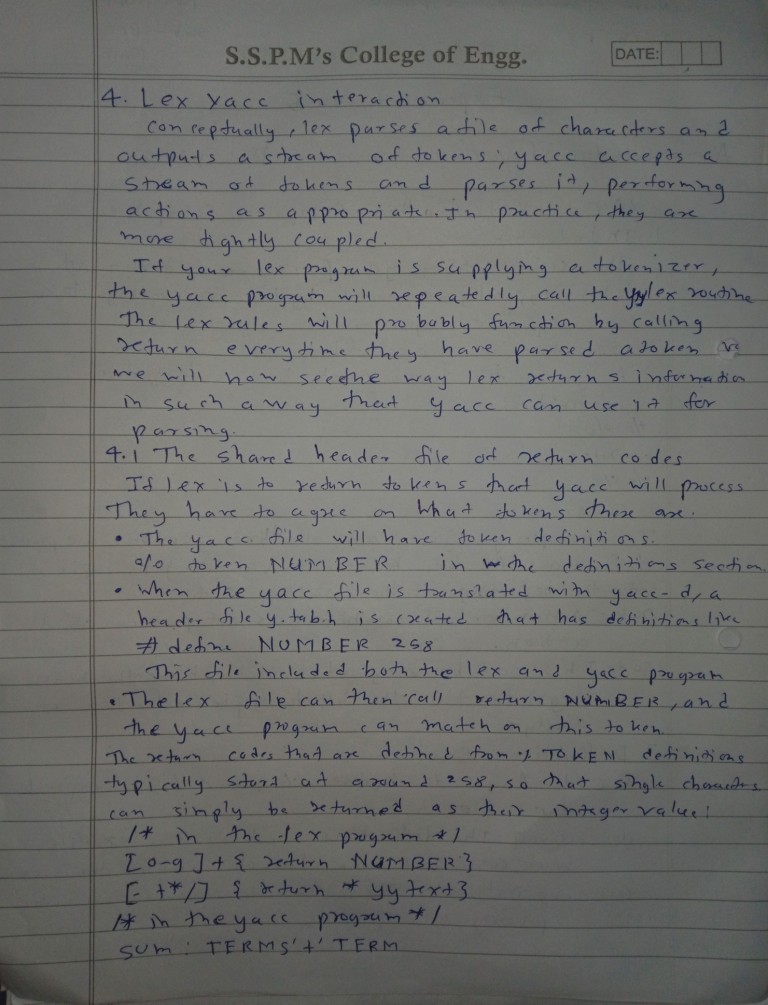 S.S.P.M's College of Engg.
DATE:
4. Lex Yacc interaction
Conceptually, lex parses a file of characters and
outputs a stream of tokens; yacc accepts a
stream of tokens and parses it, performing
actions as appropriate. In practice, they are
more tightly coupled.
If your lex program is supplying a tokenizer,
the yacc program will repeatedly call the yylex routine
The lex rules will probably function by calling
return everytime they have parsed a token
we will now see the way lex returns information
in such a way that yacc can use it for
parsing.
4.1 The shared header file of return codes
If lex is to return tokens that yacc will process
They have to agree on what tokens there are.
• The yacc file will have token definitions.
% token NUMBER in the definitions section.
• When the yacc file is translated with yacc-d, a
header file y.tab.h is created that has definitions like
# define NUMBER 258
This file included both the lex and yacc program
• The lex file can then call return NUMBER, and
the yacc program can match on this token
The return codes that are defined from % TOKEN definitions
typically start at around 258, so that single characters
can simply be returned as their integer value:
/* in the lex program */
[0-9]+ { return NUMBER}
[-+*/] { return * yytext}
/* in the yacc program */
sum : TERMS'+' TERM